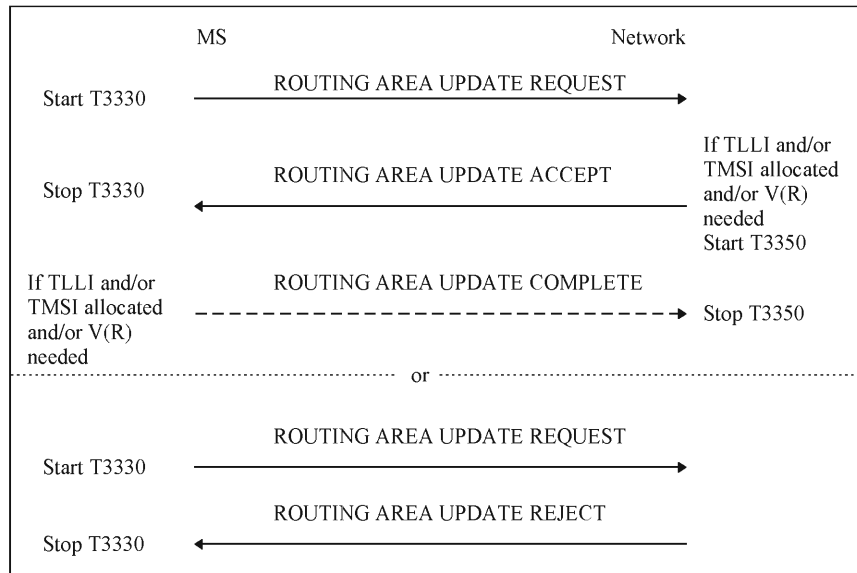 MS
Network
ROUTING AREA UPDATE REQUEST
Start T3330
If TLLI and/or
TMSI allocated
and/or V(R)
needed
Start T3350
ROUTING AREA UPDATE ACCEPT
Stop T3330
ROUTING AREA UPDATE COMPLETE
If TLLI and/or
TMSI allocated
and/or V(R)
needed
Stop T3350
or
ROUTING AREA UPDATE REQUEST
Start T3330
ROUTING AREA UPDATE REJECT
Stop T3330